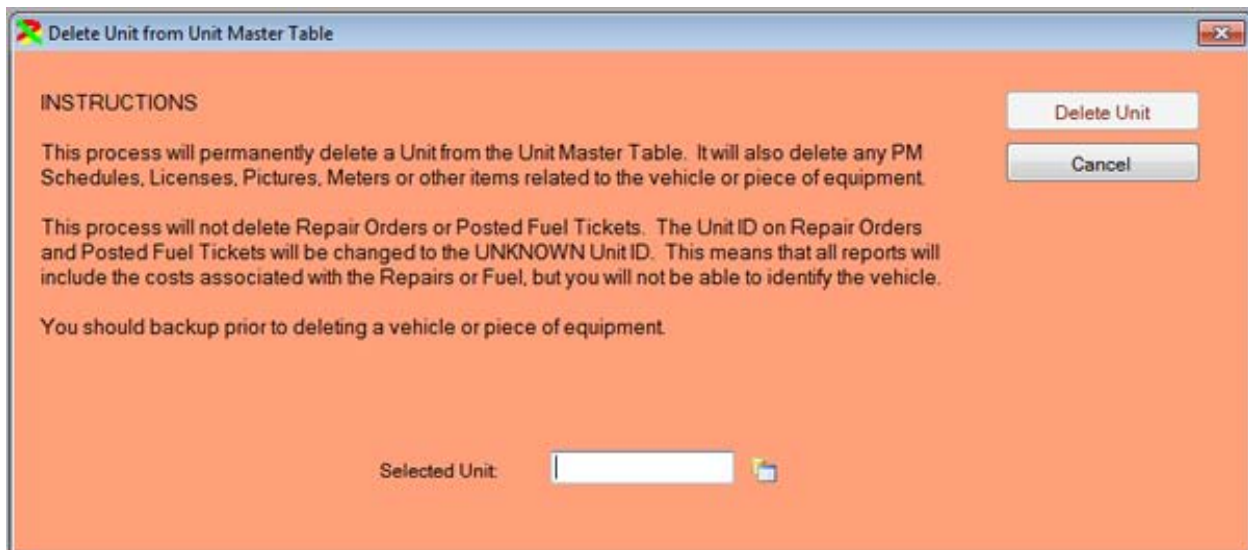 Delete Unit from Unit Master Table
INSTRUCTIONS
Delete Unit
This process will permanently delete a Unit from the Unit Master Table. It will also delete any PM
Schedules, Licenses, Pictures, Meters or other items related to the vehicle or piece of equipment.
Cancel
This process will not delete Repair Orders or Posted Fuel Tickets. The Unit ID on Repair Orders
and Posted Fuel Tickets will be changed to the UNKNOWN Unit ID. This means that all reports will
include the costs associated with the Repairs or Fuel, but you will not be able to identify the vehicle.
You should backup prior to deleting a vehicle or piece of equipment.
Selected Unit: